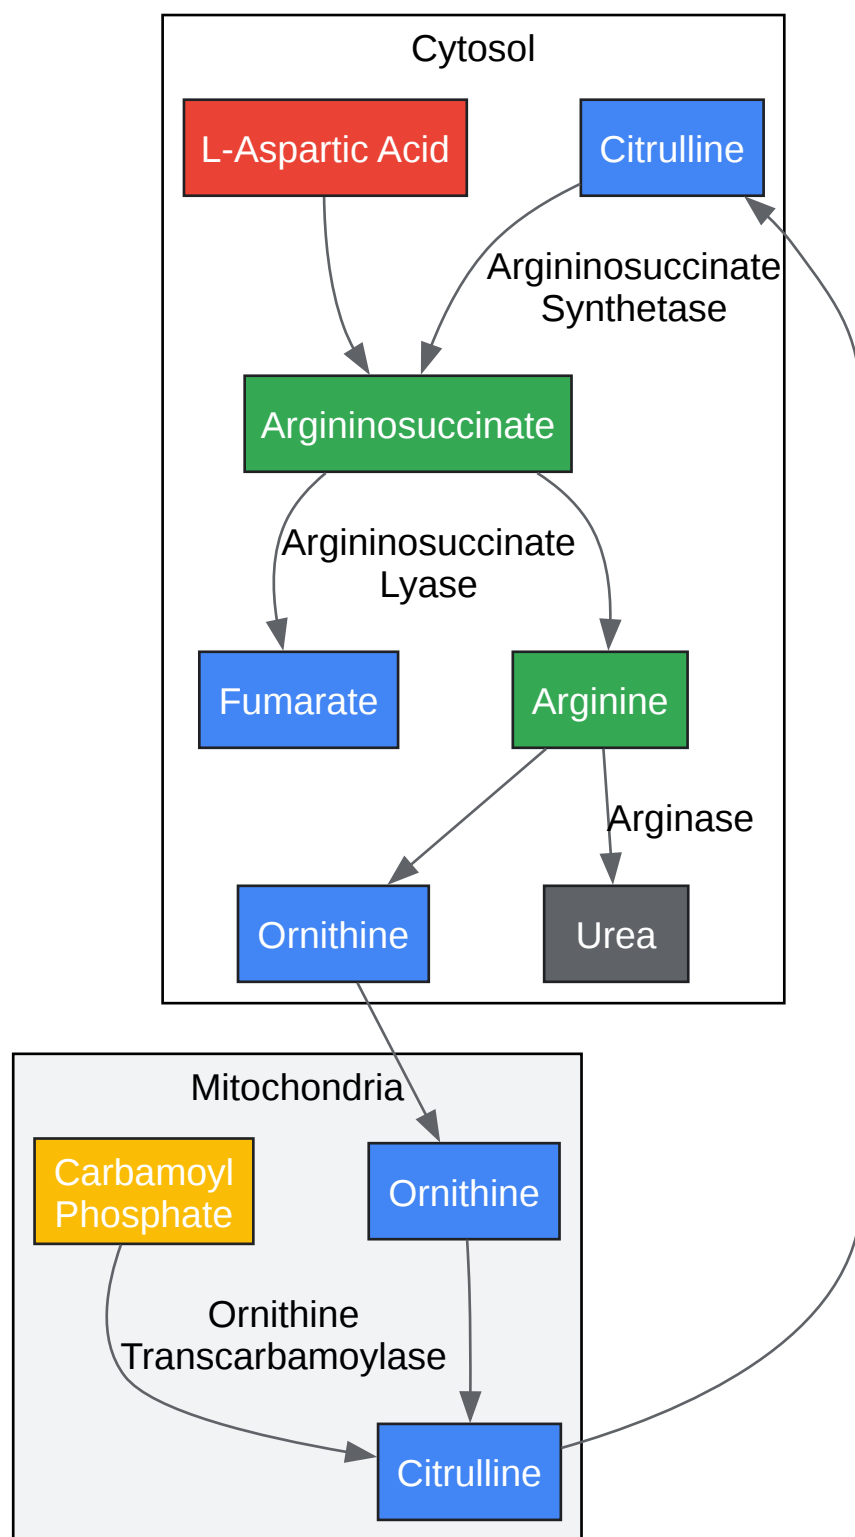 Cytosol
L-Aspartic Acid
Citrulline
Argininosuccinate
Synthetase
Argininosuccinate
Argininosuccinate
Lyase
Fumarate
Arginine
Arginase
Ornithine
Urea
Mitochondria
Carbamoyl
Phosphate
Ornithine
Ornithine
Transcarbamoylase
Citrulline